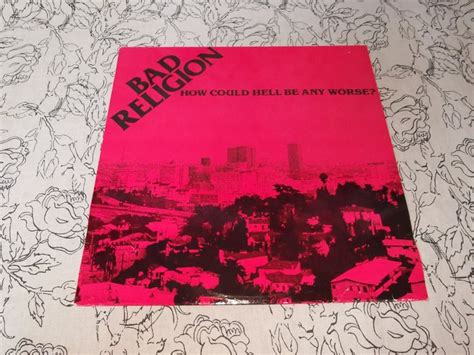 BAD
RELIGION
HOW COULD HELL BE ANY WORSE?